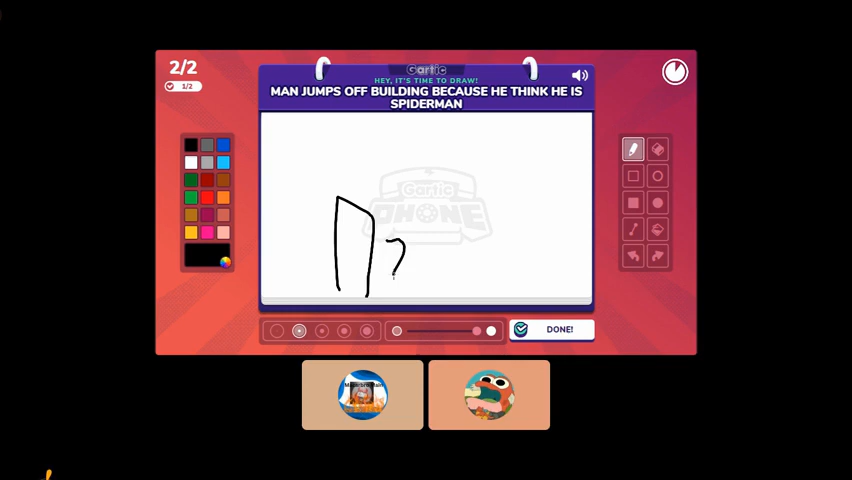 2/2
1/2
Gartic
HEY, IT'S TIME TO DRAW!
MAN JUMPS OFF BUILDING BECAUSE HE THINK HE IS
SPIDERMAN
Gartic
PHONE
DONE!